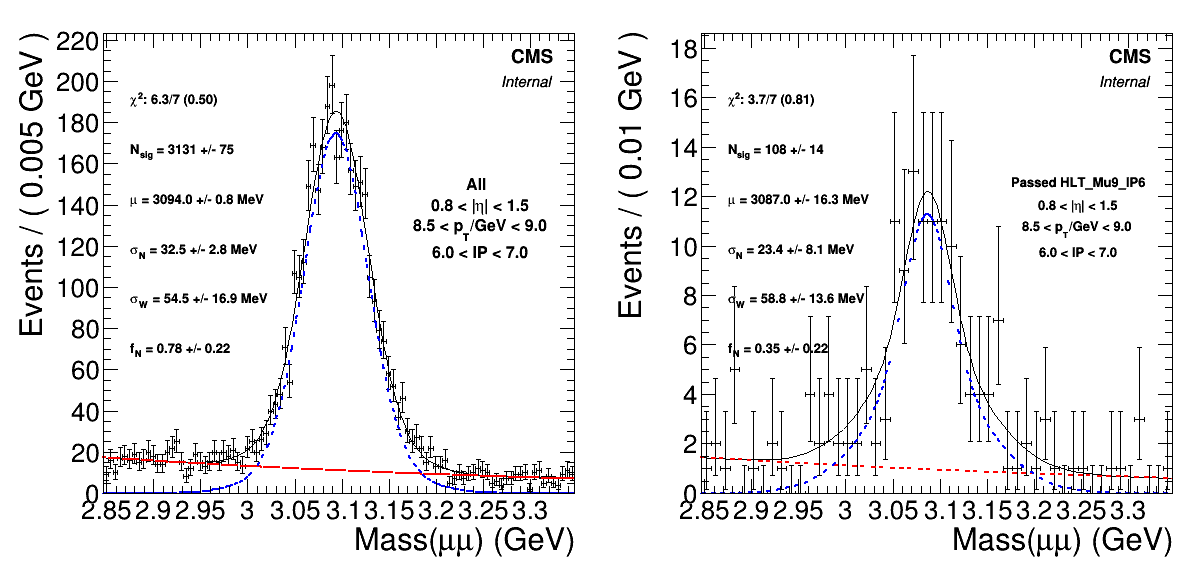 Events / ( 0.005 GeV )
220
200
180
160
140
120
100
80
60
40
20
0
CMS
Internal
χ²: 6.3/7 (0.50)
N_sig = 3131 +/- 75
μ = 3094.0 +/- 0.8 MeV
σ_N = 32.5 +/- 2.8 MeV
σ_W = 54.5 +/- 16.9 MeV
f_N = 0.78 +/- 0.22
All
0.8 < |η| < 1.5
8.5 < p_T/GeV < 9.0
6.0 < IP < 7.0
2.85 2.9 2.95 3 3.05 3.1 3.15 3.2 3.25 3.3
Mass(μμ) (GeV)
Events / ( 0.01 GeV )
18
16
14
12
10
8
6
4
2
0
CMS
Internal
χ²: 3.7/7 (0.81)
N_sig = 108 +/- 14
μ = 3087.0 +/- 16.3 MeV
σ_N = 23.4 +/- 8.1 MeV
σ_W = 58.8 +/- 13.6 MeV
f_N = 0.35 +/- 0.22
Passed HLT_Mu9_IP6
0.8 < |η| < 1.5
8.5 < p_T/GeV < 9.0
6.0 < IP < 7.0
2.85 2.9 2.95 3 3.05 3.1 3.15 3.2 3.25 3.3
Mass(μμ) (GeV)